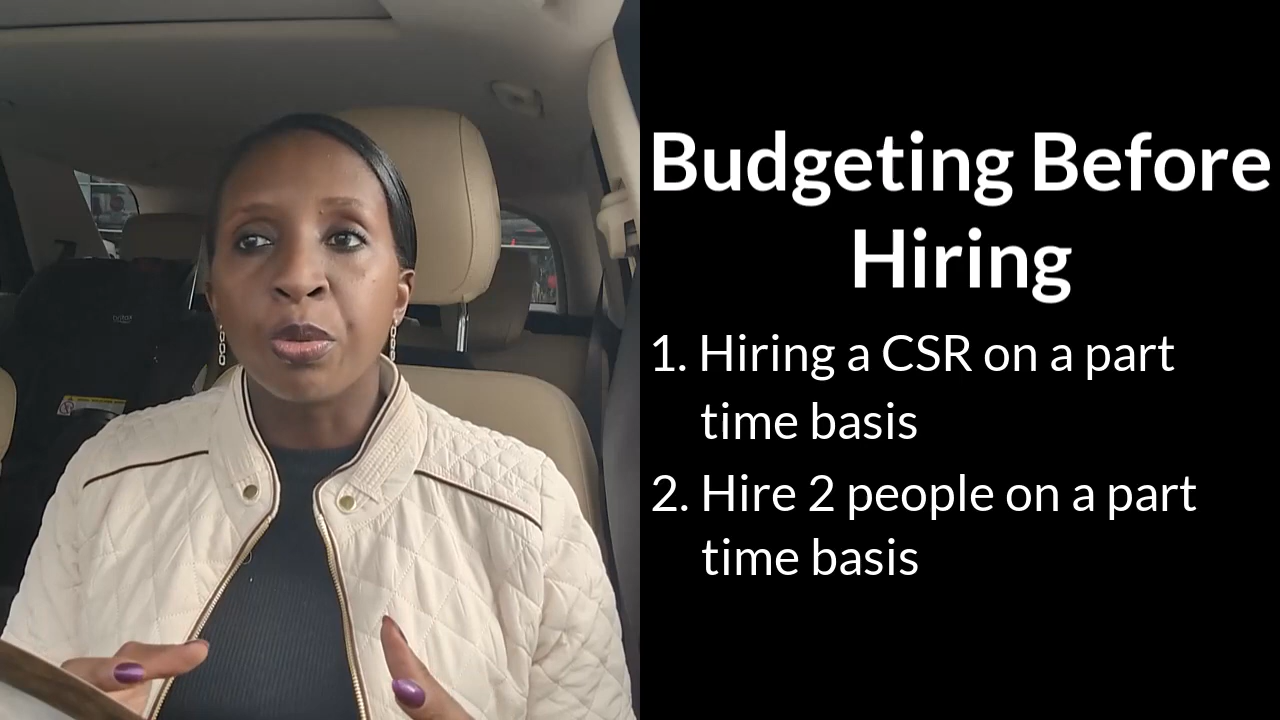 Budgeting Before
Hiring
1. Hiring a CSR on a part
time basis
2. Hire 2 people on a part
time basis